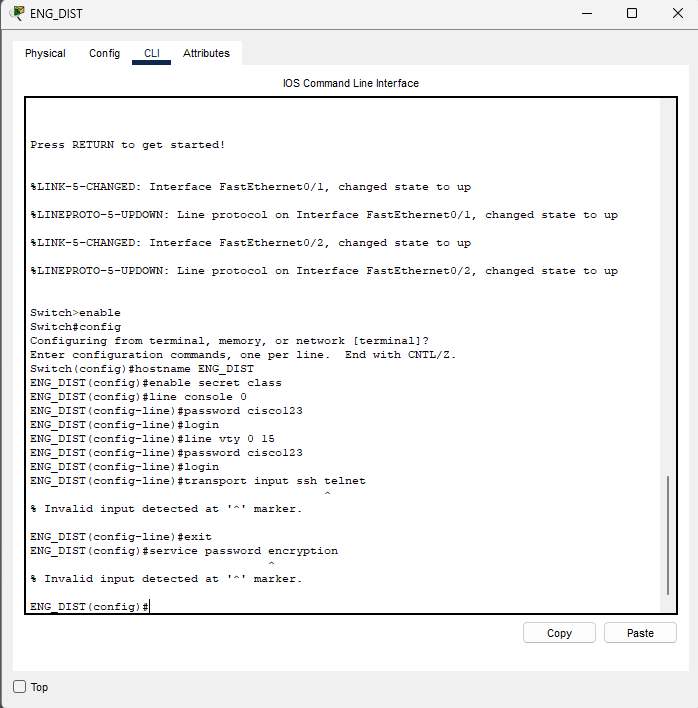 ENG_DIST
Physical Config CLI Attributes
IOS Command Line Interface
Press RETURN to get started!
%LINK-5-CHANGED: Interface FastEthernet0/1, changed state to up
%LINEPROTO-5-UPDOWN: Line protocol on Interface FastEthernet0/1, changed state to up
%LINK-5-CHANGED: Interface FastEthernet0/2, changed state to up
%LINEPROTO-5-UPDOWN: Line protocol on Interface FastEthernet0/2, changed state to up
Switch>enable
Switch#config
Configuring from terminal, memory, or network [terminal]?
Enter configuration commands, one per line.  End with CNTL/Z.
Switch(config)#hostname ENG_DIST
ENG_DIST(config)#enable secret class
ENG_DIST(config)#line console 0
ENG_DIST(config-line)#password cisco123
ENG_DIST(config-line)#login
ENG_DIST(config-line)#line vty 0 15
ENG_DIST(config-line)#password cisco123
ENG_DIST(config-line)#login
ENG_DIST(config-line)#transport input ssh telnet
^
% Invalid input detected at '^' marker.
ENG_DIST(config-line)#exit
ENG_DIST(config)#service password encryption
^
% Invalid input detected at '^' marker.
ENG_DIST(config)#
Copy Paste
Top